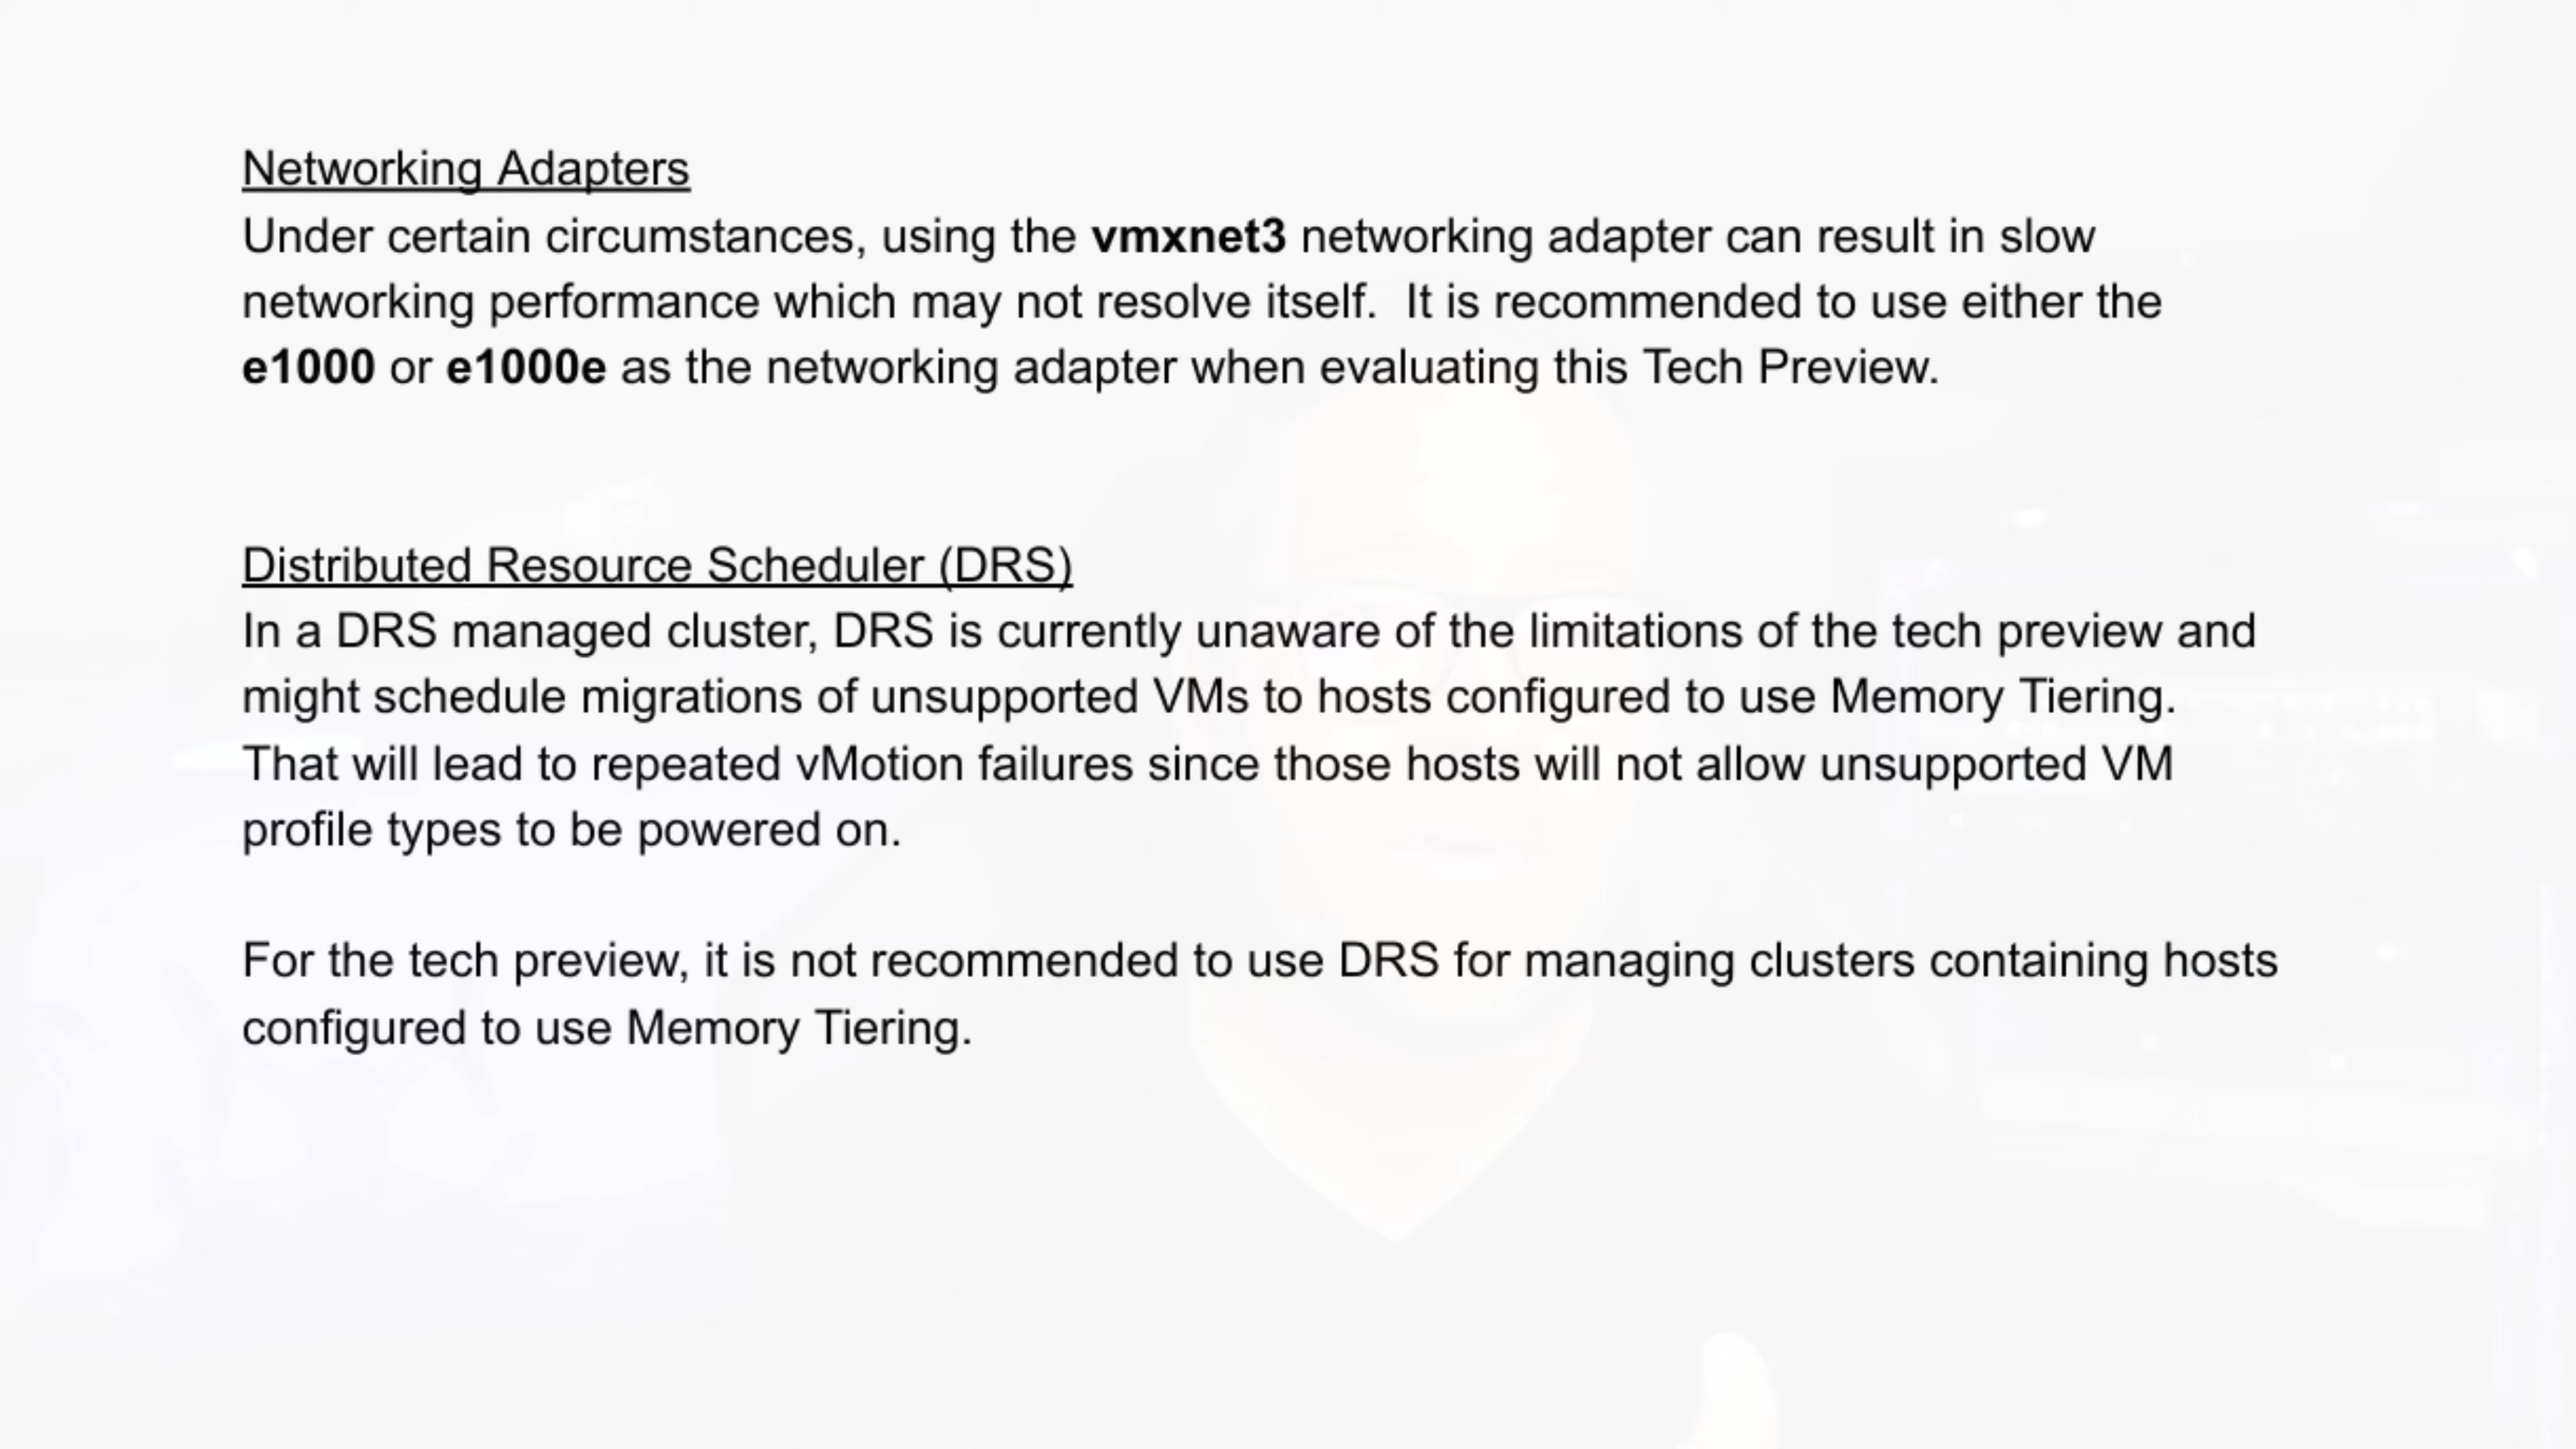 Networking Adapters
Under certain circumstances, using the vmxnet3 networking adapter can result in slow
networking performance which may not resolve itself.  It is recommended to use either the
e1000 or e1000e as the networking adapter when evaluating this Tech Preview.
Distributed Resource Scheduler (DRS)
In a DRS managed cluster, DRS is currently unaware of the limitations of the tech preview and
might schedule migrations of unsupported VMs to hosts configured to use Memory Tiering.
That will lead to repeated vMotion failures since those hosts will not allow unsupported VM
profile types to be powered on.
For the tech preview, it is not recommended to use DRS for managing clusters containing hosts
configured to use Memory Tiering.